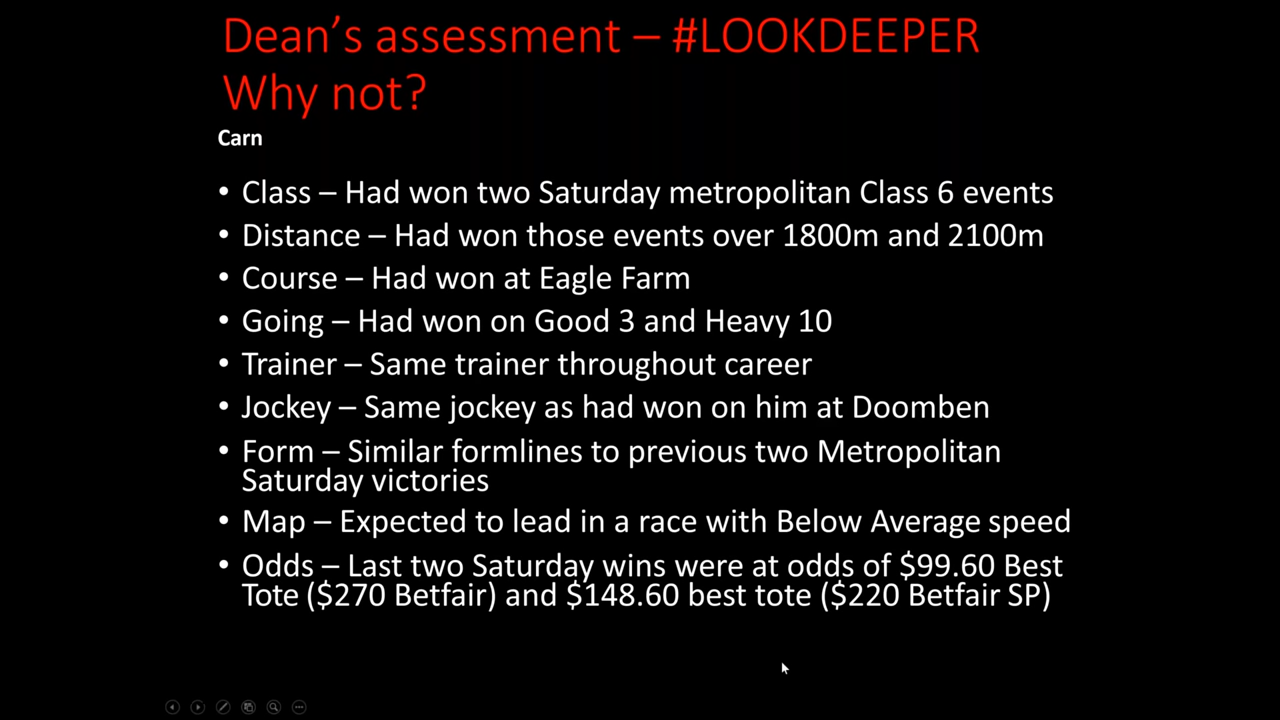 Dean’s assessment – #LOOKDEEPER
Why not?
Carn
• Class – Had won two Saturday metropolitan Class 6 events
• Distance – Had won those events over 1800m and 2100m
• Course – Had won at Eagle Farm
• Going – Had won on Good 3 and Heavy 10
• Trainer – Same trainer throughout career
• Jockey – Same jockey as had won on him at Doomben
• Form – Similar formlines to previous two Metropolitan
Saturday victories
• Map – Expected to lead in a race with Below Average speed
• Odds – Last two Saturday wins were at odds of $99.60 Best
Tote ($270 Betfair) and $148.60 best tote ($220 Betfair SP)